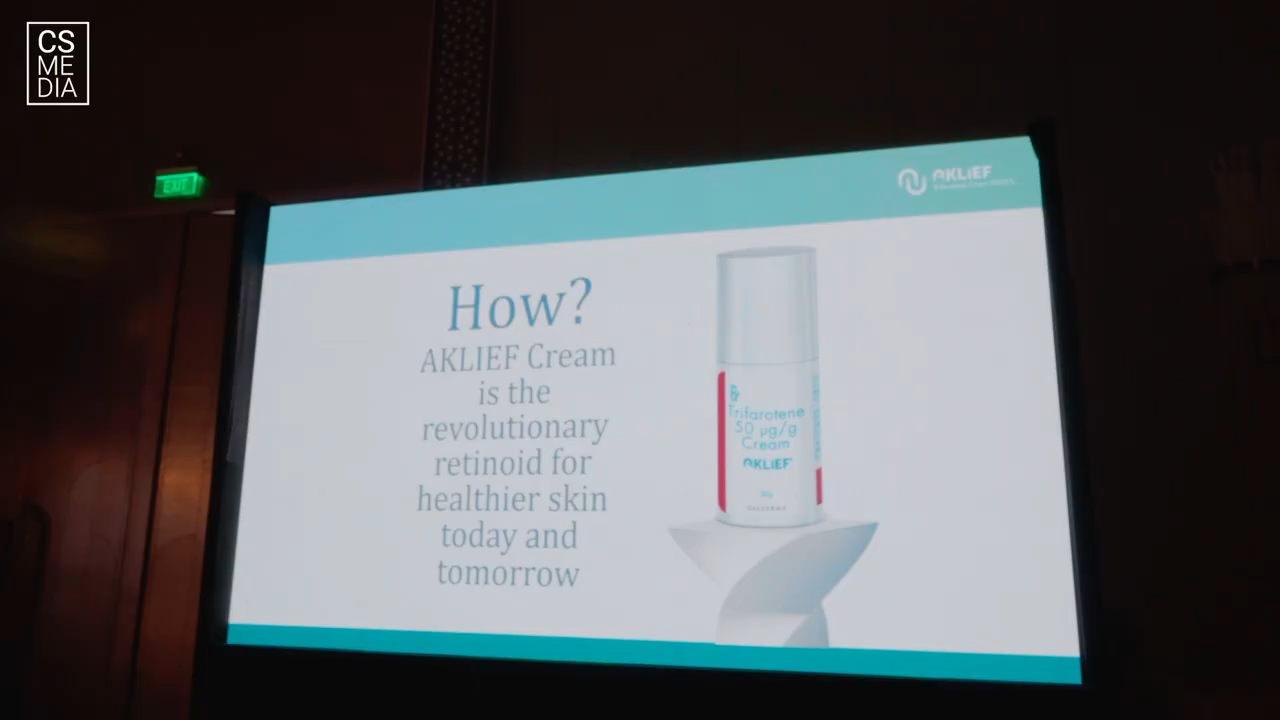 CS
ME
DIA
EXIT
AKLIEF
How?
AKLIEF Cream
is the
revolutionary
retinoid for
healthier skin
today and
tomorrow
Rx
Trifarotene
50 µg/g
Cream
AKLIEF
30g
GALDERMA